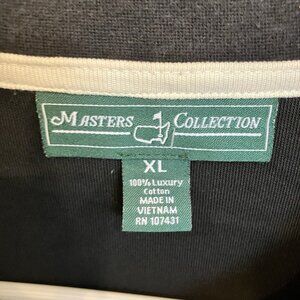 MASTERS COLLECTION
XL
100% Luxury
Cotton
MADE IN
VIETNAM
RN 107431